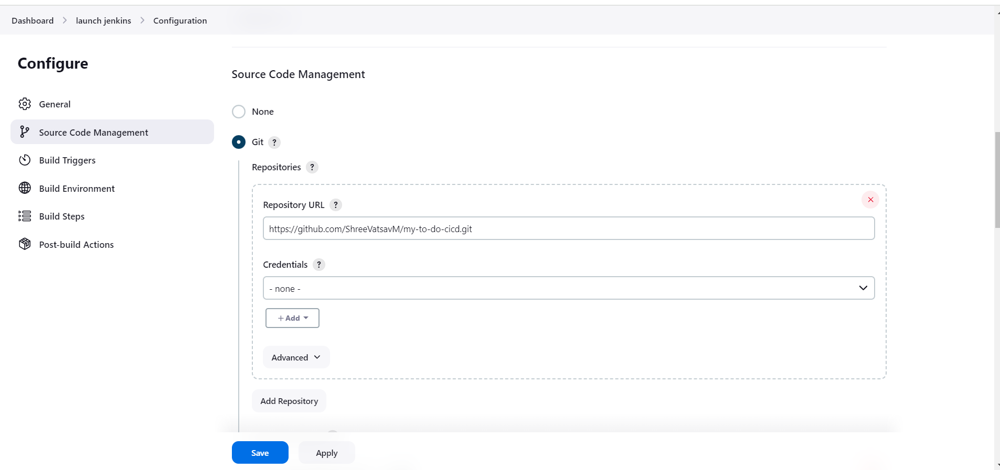 Dashboard > launch jenkins > Configuration
Configure
General
Source Code Management
Build Triggers
Build Environment
Build Steps
Post-build Actions
Source Code Management
None
Git ?
Repositories ?
Repository URL ?
https://github.com/ShreeVatsavM/my-to-do-cicd.git
Credentials ?
- none -
+ Add
Advanced
Add Repository
Save
Apply